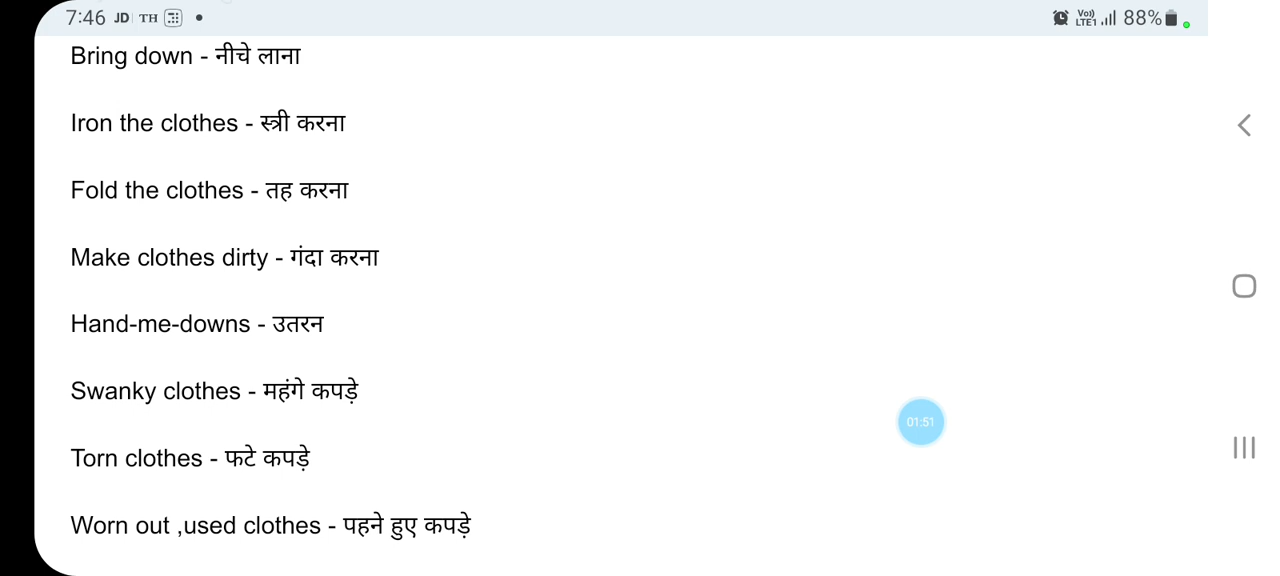 7:46 JD TH Vo)) LTE1 88%
Bring down - नीचे लाना
Iron the clothes - स्त्री करना
Fold the clothes - तह करना
Make clothes dirty - गंदा करना
Hand-me-downs - उतरन
Swanky clothes - महंगे कपड़े
01:51
Torn clothes - फटे कपड़े
Worn out ,used clothes - पहने हुए कपड़े